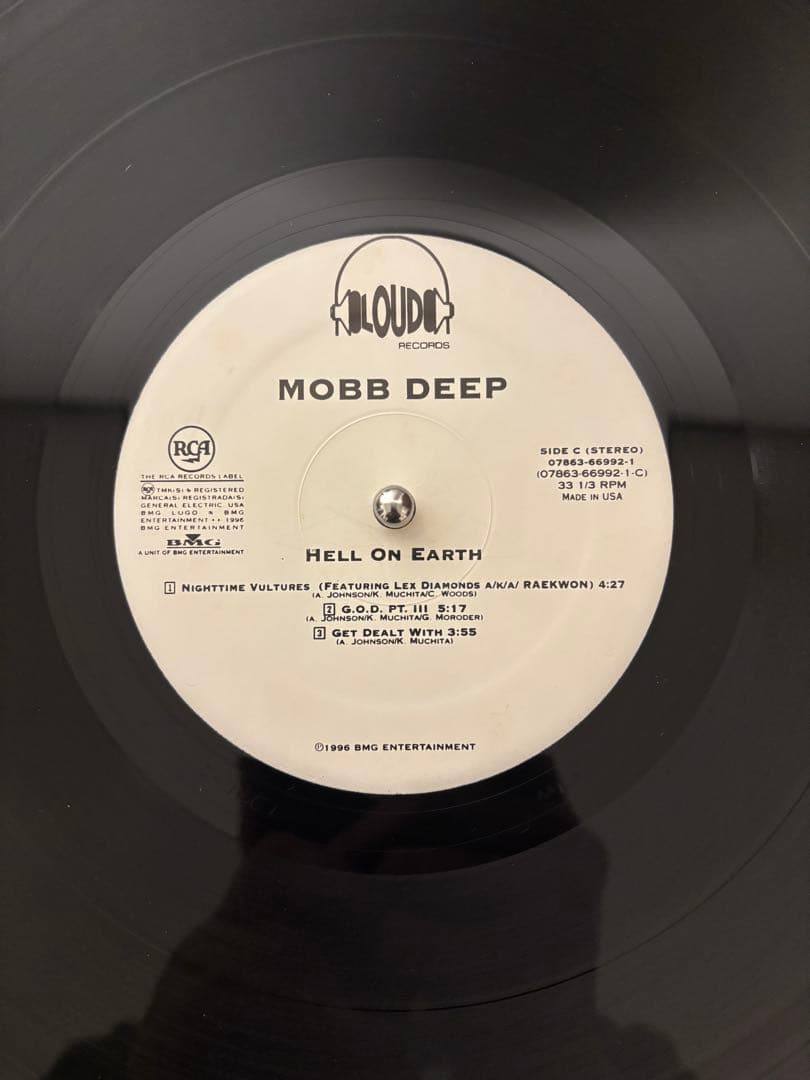 LOUD
RECORDS
MOBB DEEP
RCA
THE RCA RECORDS LABEL
TMK(S) ® REGISTERED
MARCA(S) REGISTRADA(S)
GENERAL ELECTRIC, USA
BMG LOGO ® BMG
ENTERTAINMENT •• 1996
BMG ENTERTAINMENT
BMG
A UNIT OF BMG ENTERTAINMENT
SIDE C (STEREO)
07863-66992-1
(07863-66992-1-C)
33 1/3 RPM
MADE IN USA
HELL ON EARTH
1 NIGHTTIME VULTURES (FEATURING LEX DIAMONDS A/K/A/ RAEKWON) 4:27
(A. JOHNSON/K. MUCHITA/C. WOODS)
2 G.O.D. PT. III 5:17
(A. JOHNSON/K. MUCHITA/G. MORODER)
3 GET DEALT WITH 3:55
(A. JOHNSON/K. MUCHITA)
℗1996 BMG ENTERTAINMENT